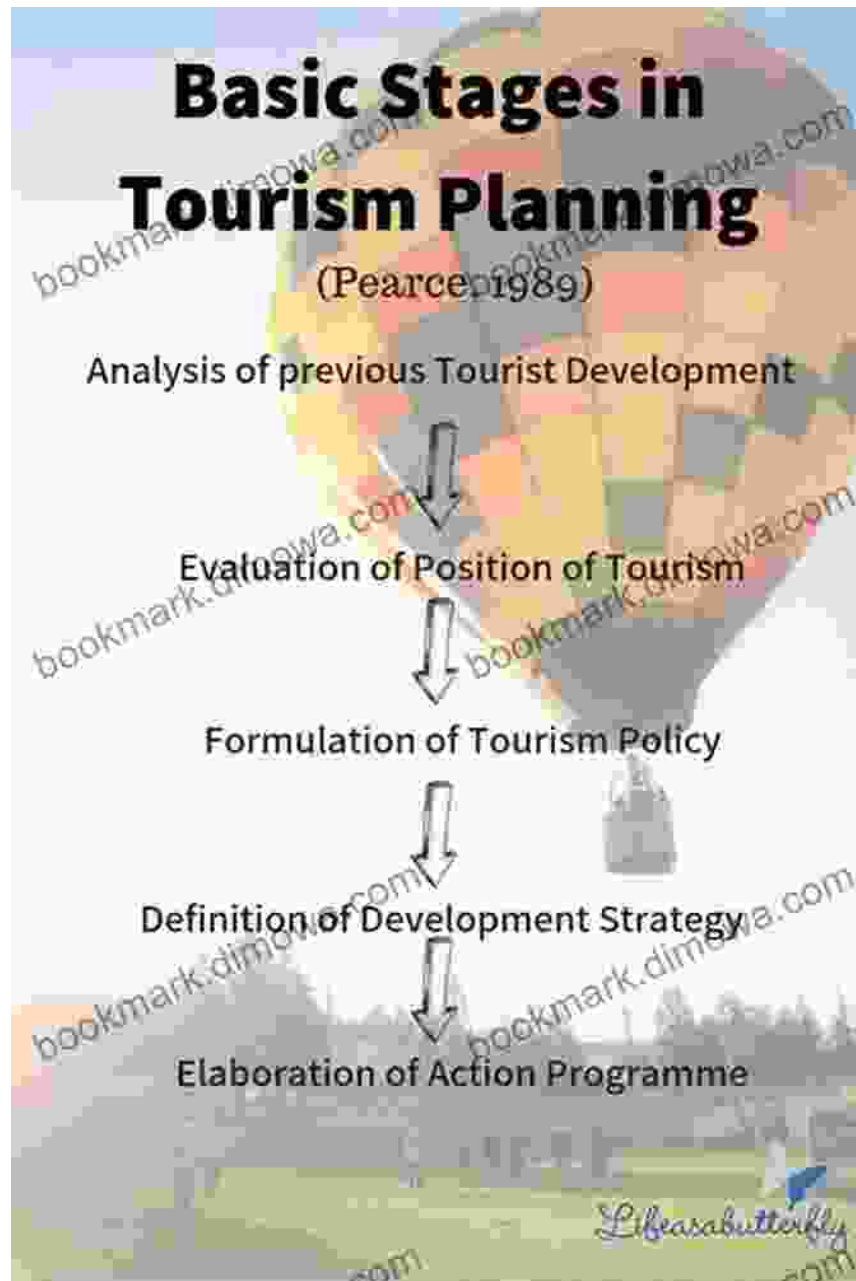 Basic Stages in
Tourism Planning
(Pearce, 1989)
Analysis of previous Tourist Development
Evaluation of Position of Tourism
Formulation of Tourism Policy
Definition of Development Strategy
Elaboration of Action Programme
Lifeasabutterfly
bookmark.dimowa.com
bookmark.dimowa.com
bookmark.dimowa.com
bookmark.dimowa.com
bookmark.dimowa.com
bookmark.dimowa.com
.com
com